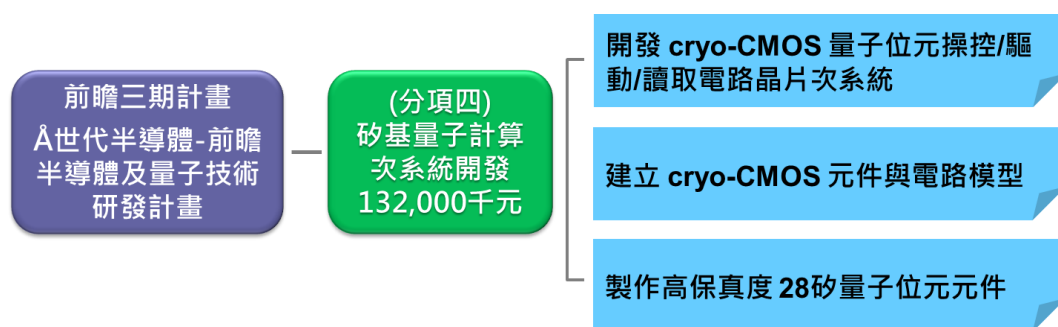 前瞻三期計畫
Å世代半導體-前瞻
半導體及量子技術
研發計畫
(分項四)
矽基量子計算
次系統開發
132,000千元
開發 cryo-CMOS 量子位元操控/驅
動/讀取電路晶片次系統
建立 cryo-CMOS 元件與電路模型
製作高保真度 28矽量子位元元件